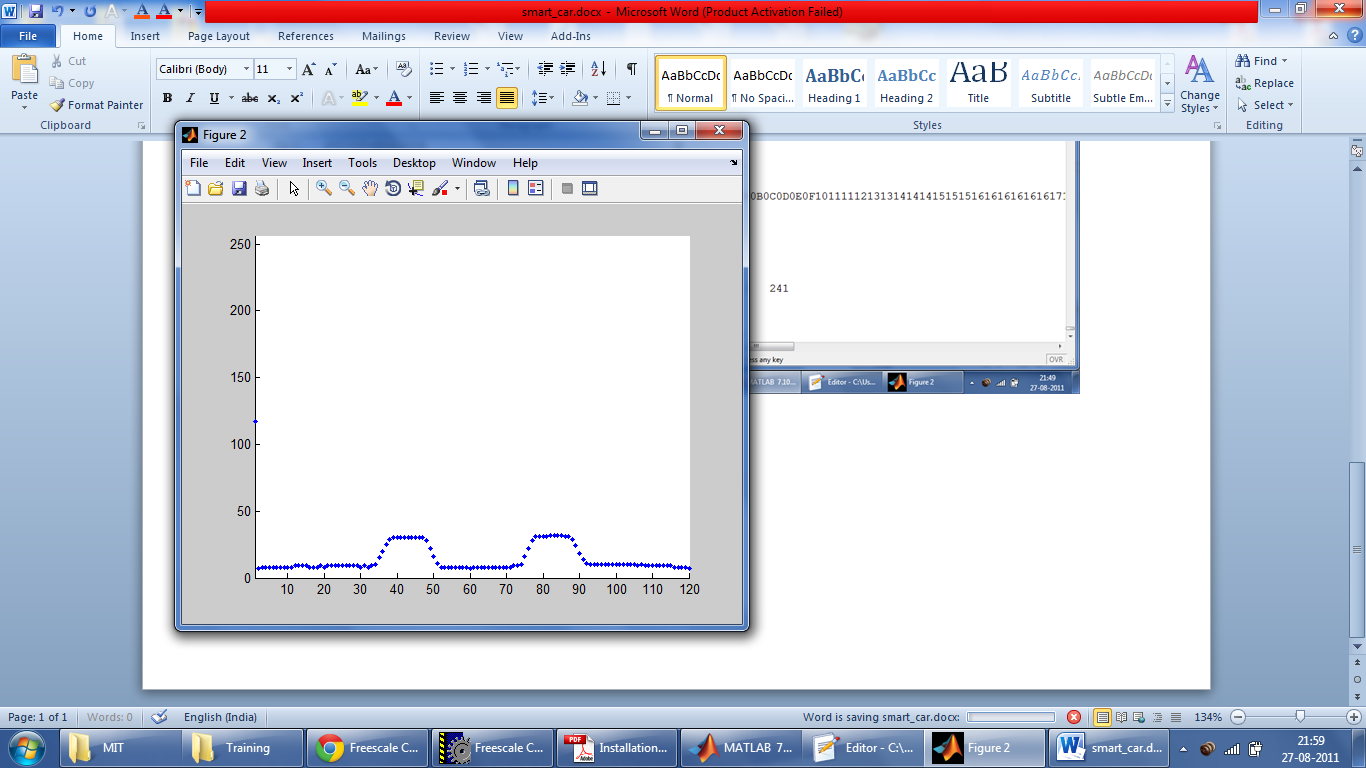 smart_car.docx - Microsoft Word (Product Activation Failed)
File Home Insert Page Layout References Mailings Review View Add-Ins
Paste
Cut
Copy
Format Painter
Clipboard
Calibri (Body) 11
B I U abc x₂ x²
AaBbCcDc AaBbCcDc AaBbC AaBbCc AaB AaBbCc. AaBbCcDc
¶ Normal ¶ No Spaci... Heading 1 Heading 2 Title Subtitle Subtle Em...
Styles
Change Styles
Find
Replace
Select
Editing
Figure 2
File Edit View Insert Tools Desktop Window Help
250
200
150
100
50
0
10 20 30 40 50 60 70 80 90 100 110 120
241
ss any key
OVR
MATLAB 7.10... Editor - C:\Us... Figure 2
21:49
27-08-2011
Page: 1 of 1 Words: 0 English (India) Word is saving smart_car.docx: 134%
MIT Training Freescale C... Freescale C... Installation... MATLAB 7... Editor - C:\... Figure 2 smart_car.d...
21:59
27-08-2011